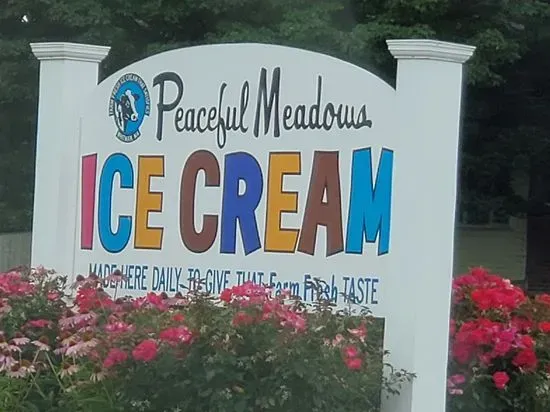 Peaceful Meadows
ICE CREAM
MADE HERE DAILY TO GIVE THAT Farm Fresh TASTE